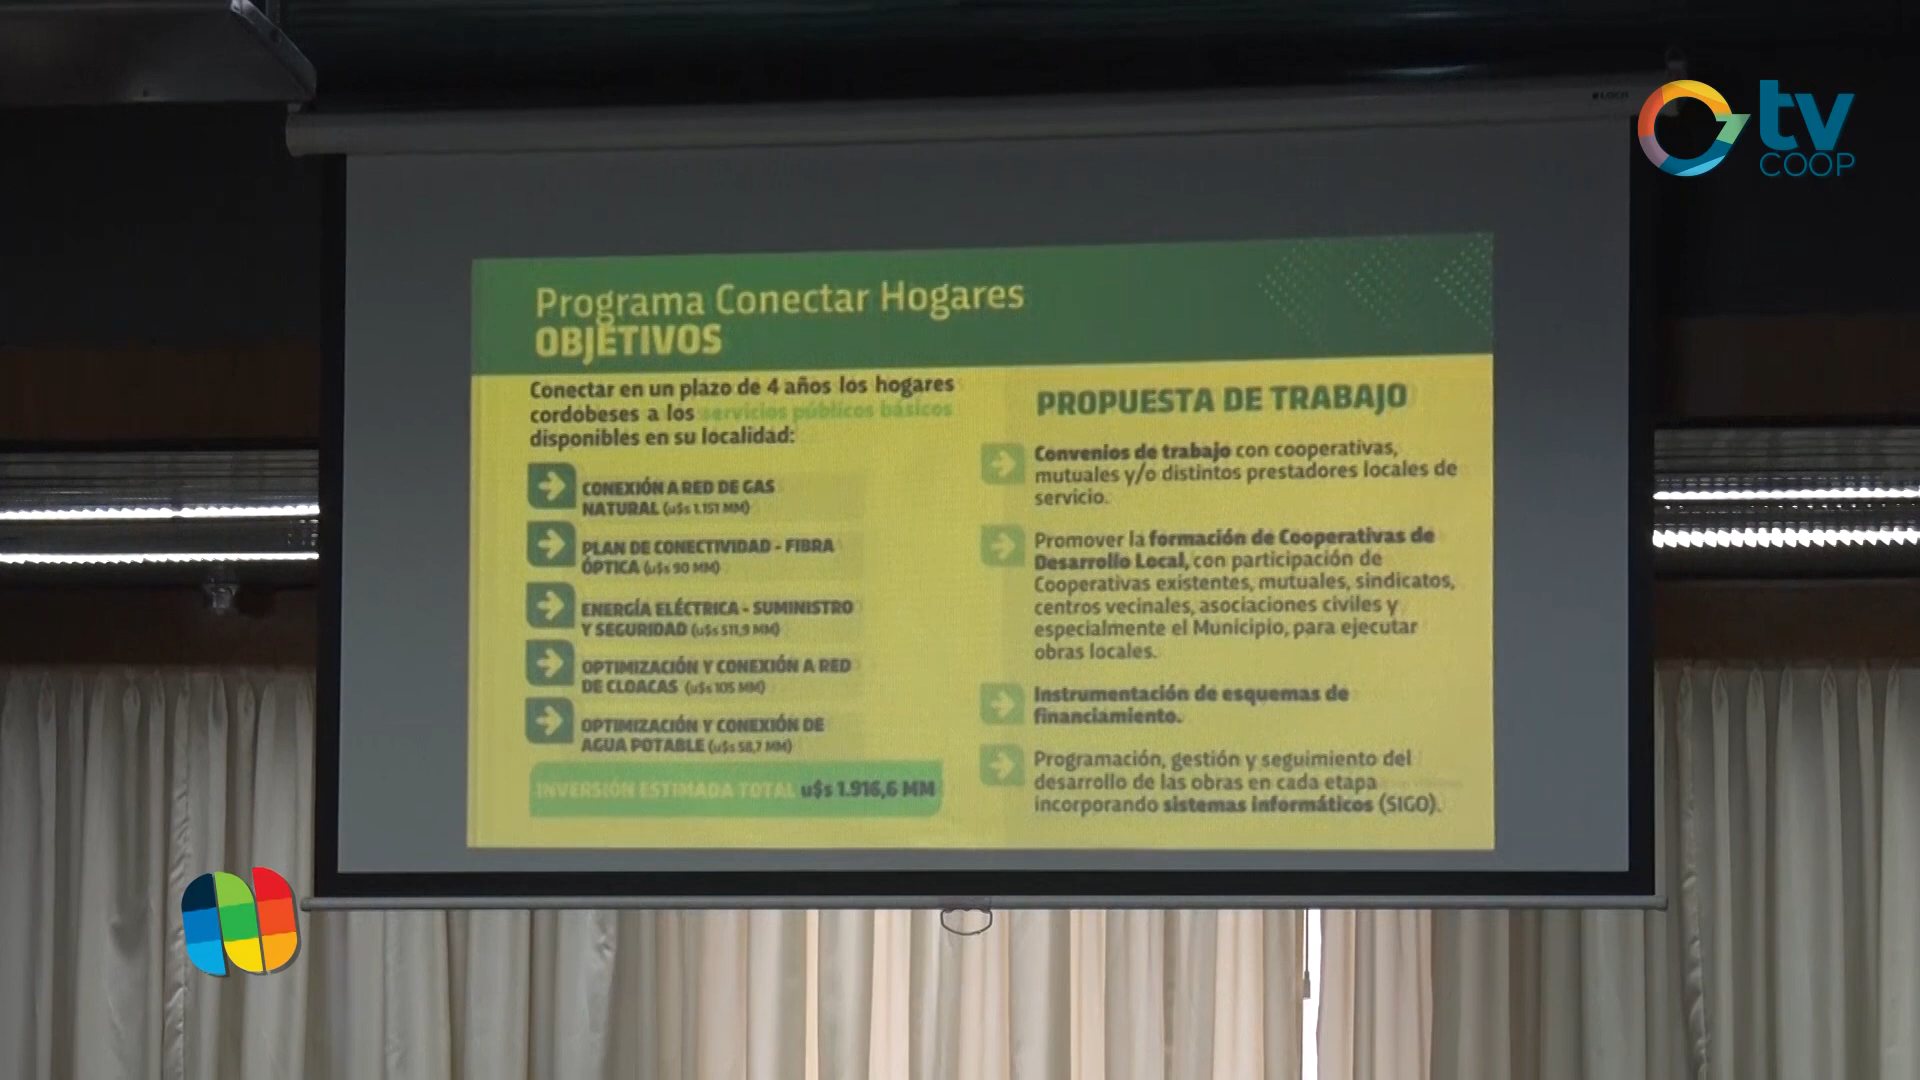 tv
COOP
Programa Conectar Hogares
OBJETIVOS
Conectar en un plazo de 4 años los hogares
cordobeses a los servicios públicos básicos
disponibles en su localidad:
CONEXIÓN A RED DE GAS
NATURAL (u$s 1.151 MM)
PLAN DE CONECTIVIDAD - FIBRA
ÓPTICA (u$s 90 MM)
ENERGÍA ELÉCTRICA - SUMINISTRO
Y SEGURIDAD (u$s 511,9 MM)
OPTIMIZACIÓN Y CONEXIÓN A RED
DE CLOACAS (u$s 105 MM)
OPTIMIZACIÓN Y CONEXIÓN DE
AGUA POTABLE (u$s 58,7 MM)
INVERSIÓN ESTIMADA TOTAL u$s 1.916,6 MM
PROPUESTA DE TRABAJO
Convenios de trabajo con cooperativas,
mutuales y/o distintos prestadores locales de
servicio.
Promover la formación de Cooperativas de
Desarrollo Local, con participación de
Cooperativas existentes, mutuales, sindicatos,
centros vecinales, asociaciones civiles y
especialmente el Municipio, para ejecutar
obras locales.
Instrumentación de esquemas de
financiamiento.
Programación, gestión y seguimiento del
desarrollo de las obras en cada etapa
incorporando sistemas informáticos (SIGO).